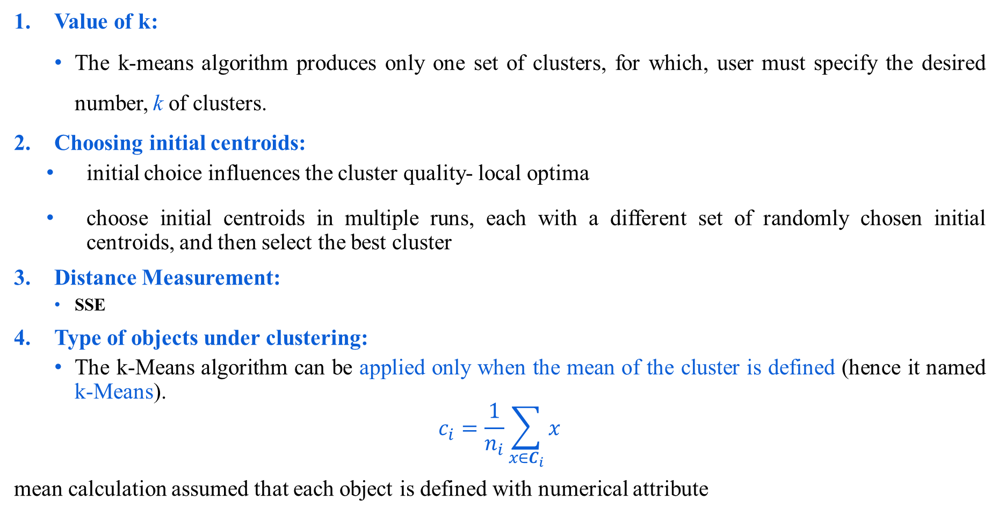 1. Value of k:
• The k-means algorithm produces only one set of clusters, for which, user must specify the desired
number, k of clusters.
2. Choosing initial centroids:
• initial choice influences the cluster quality- local optima
• choose initial centroids in multiple runs, each with a different set of randomly chosen initial
centroids, and then select the best cluster
3. Distance Measurement:
• SSE
4. Type of objects under clustering:
• The k-Means algorithm can be applied only when the mean of the cluster is defined (hence it named
k-Means).
c_i = \frac{1}{n_i} \sum_{x∈C_i} x
mean calculation assumed that each object is defined with numerical attribute